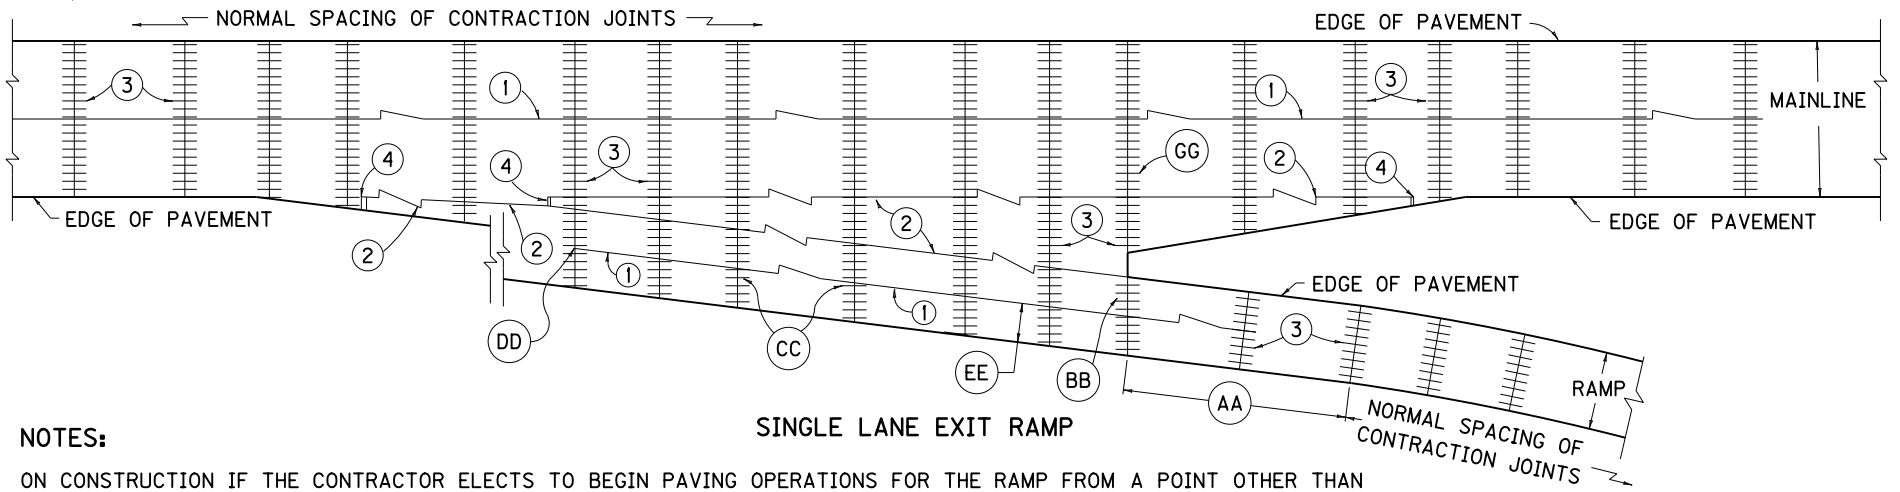 NORMAL SPACING OF CONTRACTION JOINTS
EDGE OF PAVEMENT
3
1
1
3
MAINLINE
4
4
3
GG
2
4
EDGE OF PAVEMENT
2
2
2
3
EDGE OF PAVEMENT
1
EDGE OF PAVEMENT
DD
CC
1
EE
BB
3
AA
RAMP
NORMAL SPACING OF
CONTRACTION JOINTS
SINGLE LANE EXIT RAMP
NOTES:
ON CONSTRUCTION IF THE CONTRACTOR ELECTS TO BEGIN PAVING OPERATIONS FOR THE RAMP FROM A POINT OTHER THAN